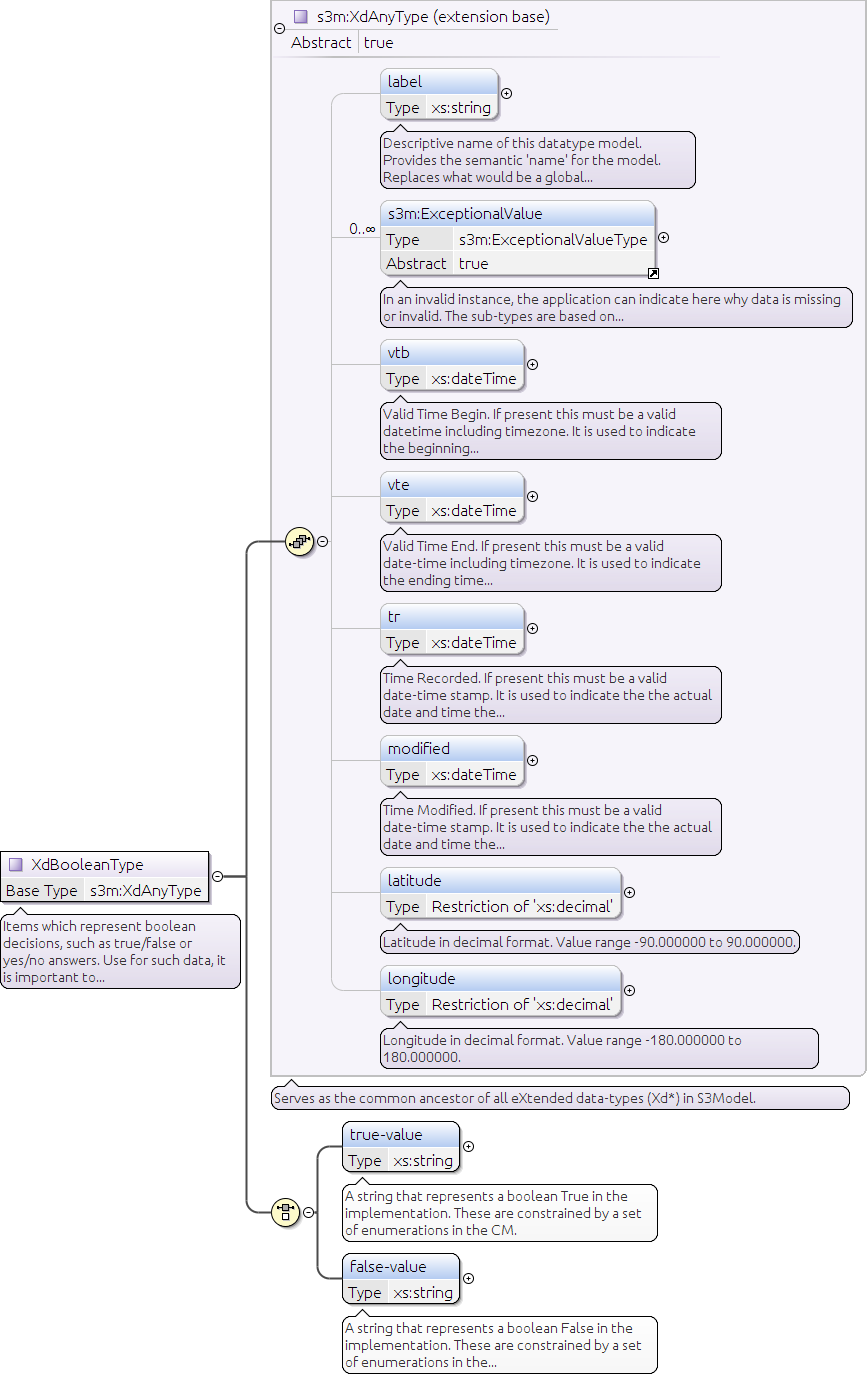 s3m:XdAnyType (extension base)
Abstract true
label
Type xs:string
Descriptive name of this datatype model.
Provides the semantic 'name' for the model.
Replaces what would be a global...
0..∞
s3m:ExceptionalValue
Type s3m:ExceptionalValueType
Abstract true
In an invalid instance, the application can indicate here why data is missing
or invalid. The sub-types are based on...
vtb
Type xs:dateTime
Valid Time Begin. If present this must be a valid
datetime including timezone. It is used to indicate
the beginning...
vte
Type xs:dateTime
Valid Time End. If present this must be a valid
date-time including timezone. It is used to indicate
the ending time...
tr
Type xs:dateTime
Time Recorded. If present this must be a valid
date-time stamp. It is used to indicate the the actual
date and time the...
modified
Type xs:dateTime
Time Modified. If present this must be a valid
date-time stamp. It is used to indicate the the actual
date and time the...
XdBooleanType
Base Type s3m:XdAnyType
Items which represent boolean
decisions, such as true/false or
yes/no answers. Use for such data, it
is important to...
latitude
Type Restriction of 'xs:decimal'
Latitude in decimal format. Value range -90.000000 to 90.000000.
longitude
Type Restriction of 'xs:decimal'
Longitude in decimal format. Value range -180.000000 to
180.000000.
Serves as the common ancestor of all eXtended data-types (Xd*) in S3Model.
true-value
Type xs:string
A string that represents a boolean True in the
implementation. These are constrained by a set
of enumerations in the CM.
false-value
Type xs:string
A string that represents a boolean False in the
implementation. These are constrained by a set
of enumerations in the...